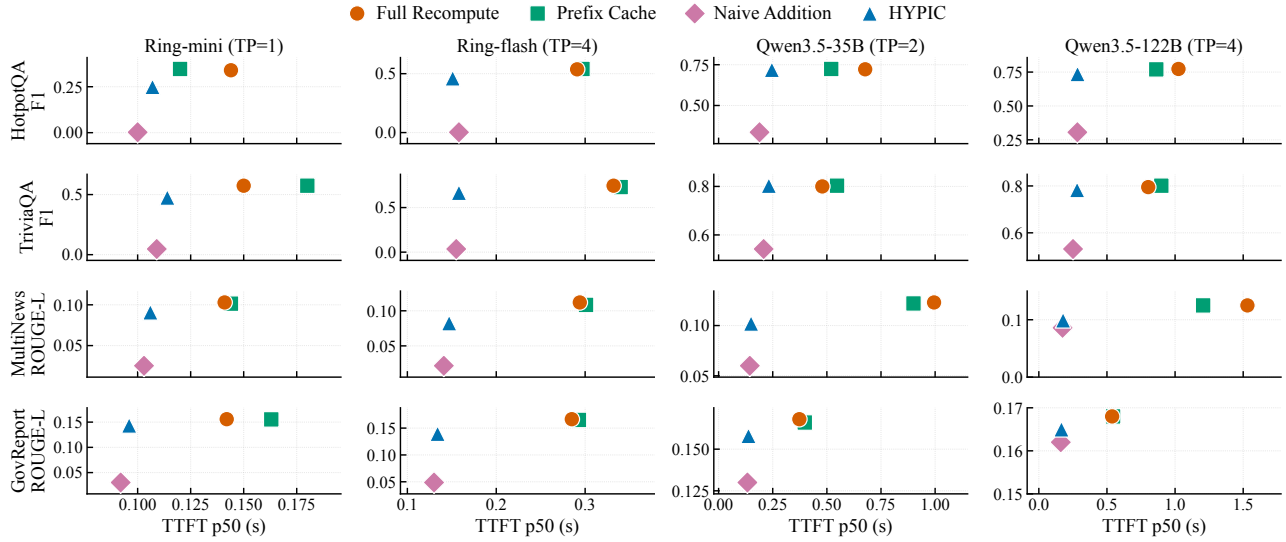 Full Recompute Prefix Cache Naive Addition HYPIC
Ring-mini (TP=1) Ring-flash (TP=4) Qwen3.5-35B (TP=2) Qwen3.5-122B (TP=4)
HotpotQA
F1
0.25
0.00
0.5
0.0
0.75
0.50
0.75
0.50
0.25
TriviaQA
F1
0.5
0.0
0.5
0.0
0.8
0.6
0.8
0.6
MultiNews
ROUGE-L
0.10
0.05
0.10
0.05
0.10
0.05
0.1
0.0
GovReport
ROUGE-L
0.15
0.10
0.05
0.15
0.10
0.05
0.150
0.125
0.17
0.16
0.15
0.100 0.125 0.150 0.175
0.1 0.2 0.3
0.00 0.25 0.50 0.75 1.00
0.0 0.5 1.0 1.5
TTFT p50 (s) TTFT p50 (s) TTFT p50 (s) TTFT p50 (s)